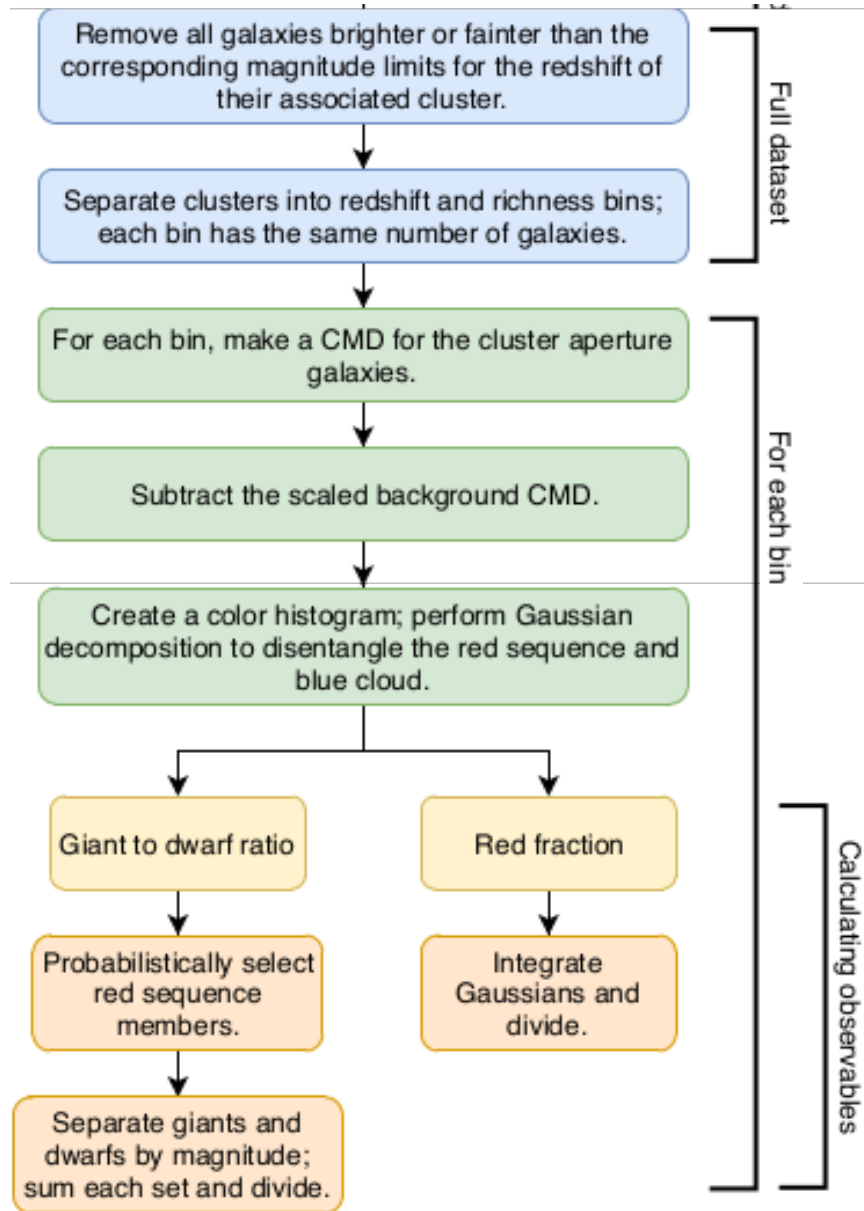 Remove all galaxies brighter or fainter than the
corresponding magnitude limits for the redshift of
their associated cluster.
Full dataset
Separate clusters into redshift and richness bins;
each bin has the same number of galaxies.
For each bin, make a CMD for the cluster aperture
galaxies.
For each bin
Subtract the scaled background CMD.
Create a color histogram; perform Gaussian
decomposition to disentangle the red sequence and
blue cloud.
Giant to dwarf ratio
Red fraction
Calculating observables
Probabilistically select
red sequence
members.
Integrate
Gaussians and
divide.
Separate giants and
dwarfs by magnitude;
sum each set and divide.